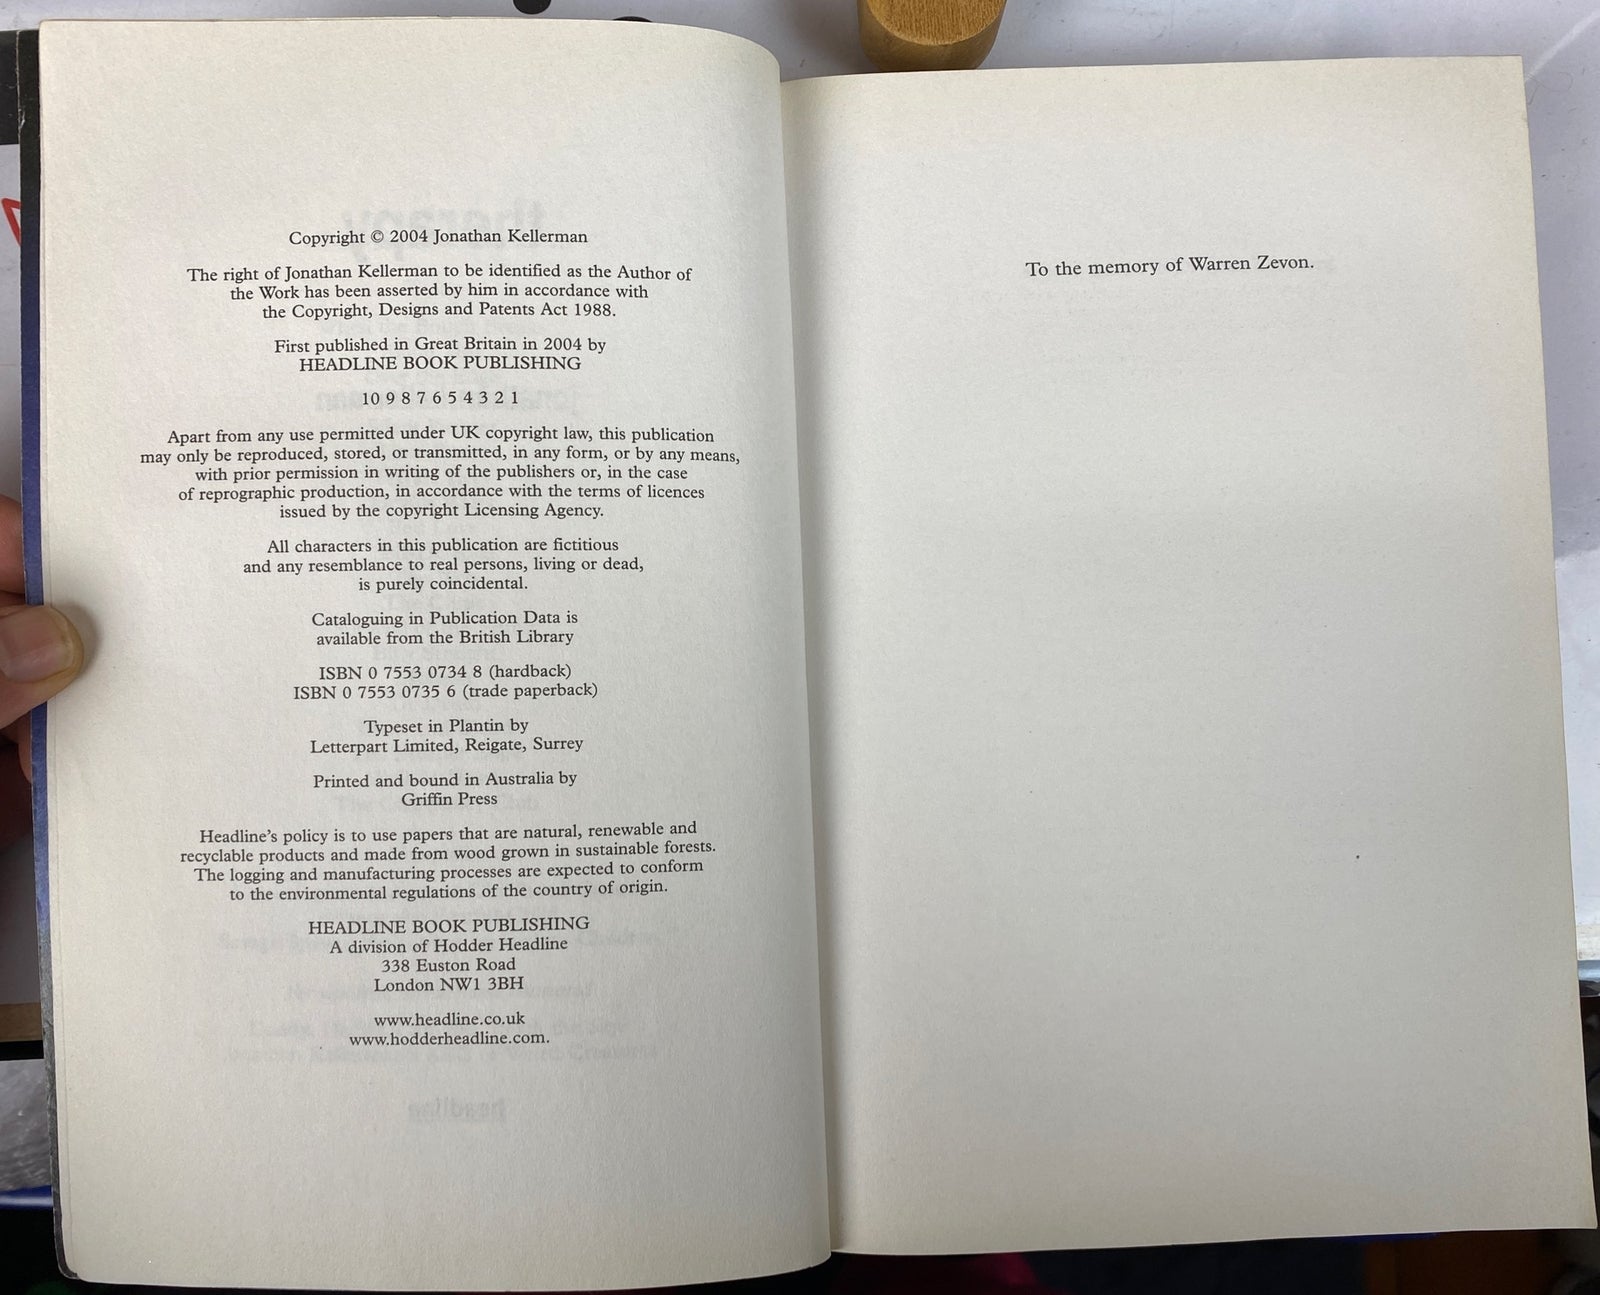 Copyright © 2004 Jonathan Kellerman
The right of Jonathan Kellerman to be identified as the Author of
the Work has been asserted by him in accordance with
the Copyright, Designs and Patents Act 1988.
First published in Great Britain in 2004 by
HEADLINE BOOK PUBLISHING
10 9 8 7 6 5 4 3 2 1
Apart from any use permitted under UK copyright law, this publication
may only be reproduced, stored, or transmitted, in any form, or by any means,
with prior permission in writing of the publishers or, in the case
of reprographic production, in accordance with the terms of licences
issued by the copyright Licensing Agency.
All characters in this publication are fictitious
and any resemblance to real persons, living or dead,
is purely coincidental.
Cataloguing in Publication Data is
available from the British Library
ISBN 0 7553 0734 8 (hardback)
ISBN 0 7553 0735 6 (trade paperback)
Typeset in Plantin by
Letterpart Limited, Reigate, Surrey
Printed and bound in Australia by
Griffin Press
Headline's policy is to use papers that are natural, renewable and
recyclable products and made from wood grown in sustainable forests.
The logging and manufacturing processes are expected to conform
to the environmental regulations of the country of origin.
HEADLINE BOOK PUBLISHING
A division of Hodder Headline
338 Euston Road
London NW1 3BH
www.headline.co.uk
www.hodderheadline.com.
To the memory of Warren Zevon.